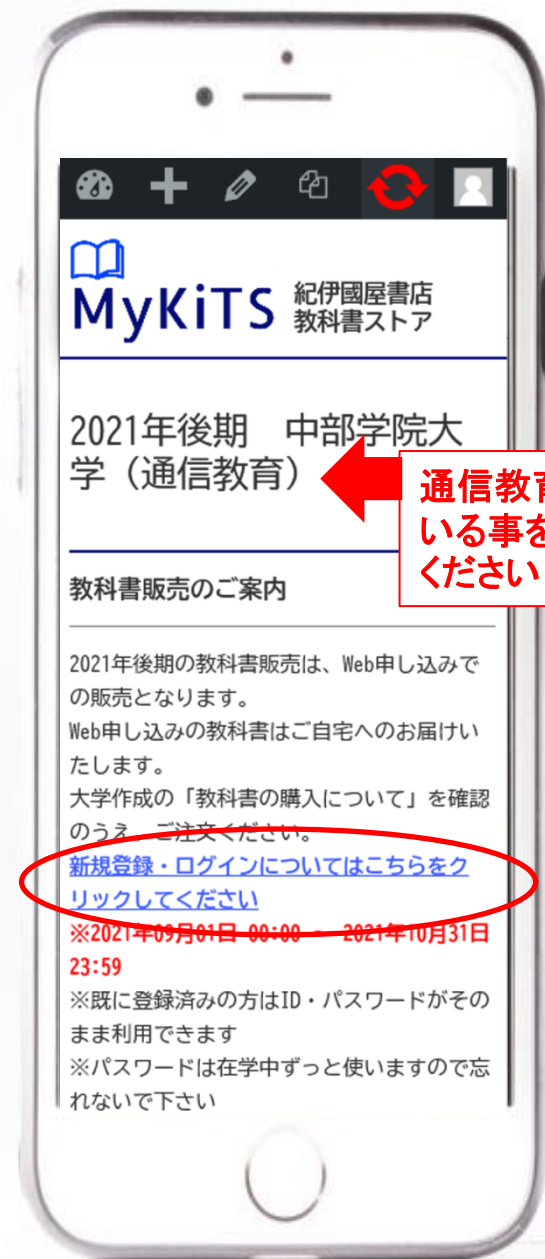 MyKiTS 紀伊國屋書店
教科書ストア
2021年後期　中部学院大
学（通信教育）
通信教育
いる事を
ください
教科書販売のご案内
2021年後期の教科書販売は、Web申し込みで
の販売となります。
Web申し込みの教科書はご自宅へのお届けい
たします。
大学作成の「教科書の購入について」を確認
のうえ、ご注文ください。
新規登録・ログインについてはこちらをク
リックしてください
※2021年09月01日 00:00 ~ 2021年10月31日
23:59
※既に登録済みの方はID・パスワードがその
まま利用できます
※パスワードは在学中ずっと使いますので忘
れないで下さい